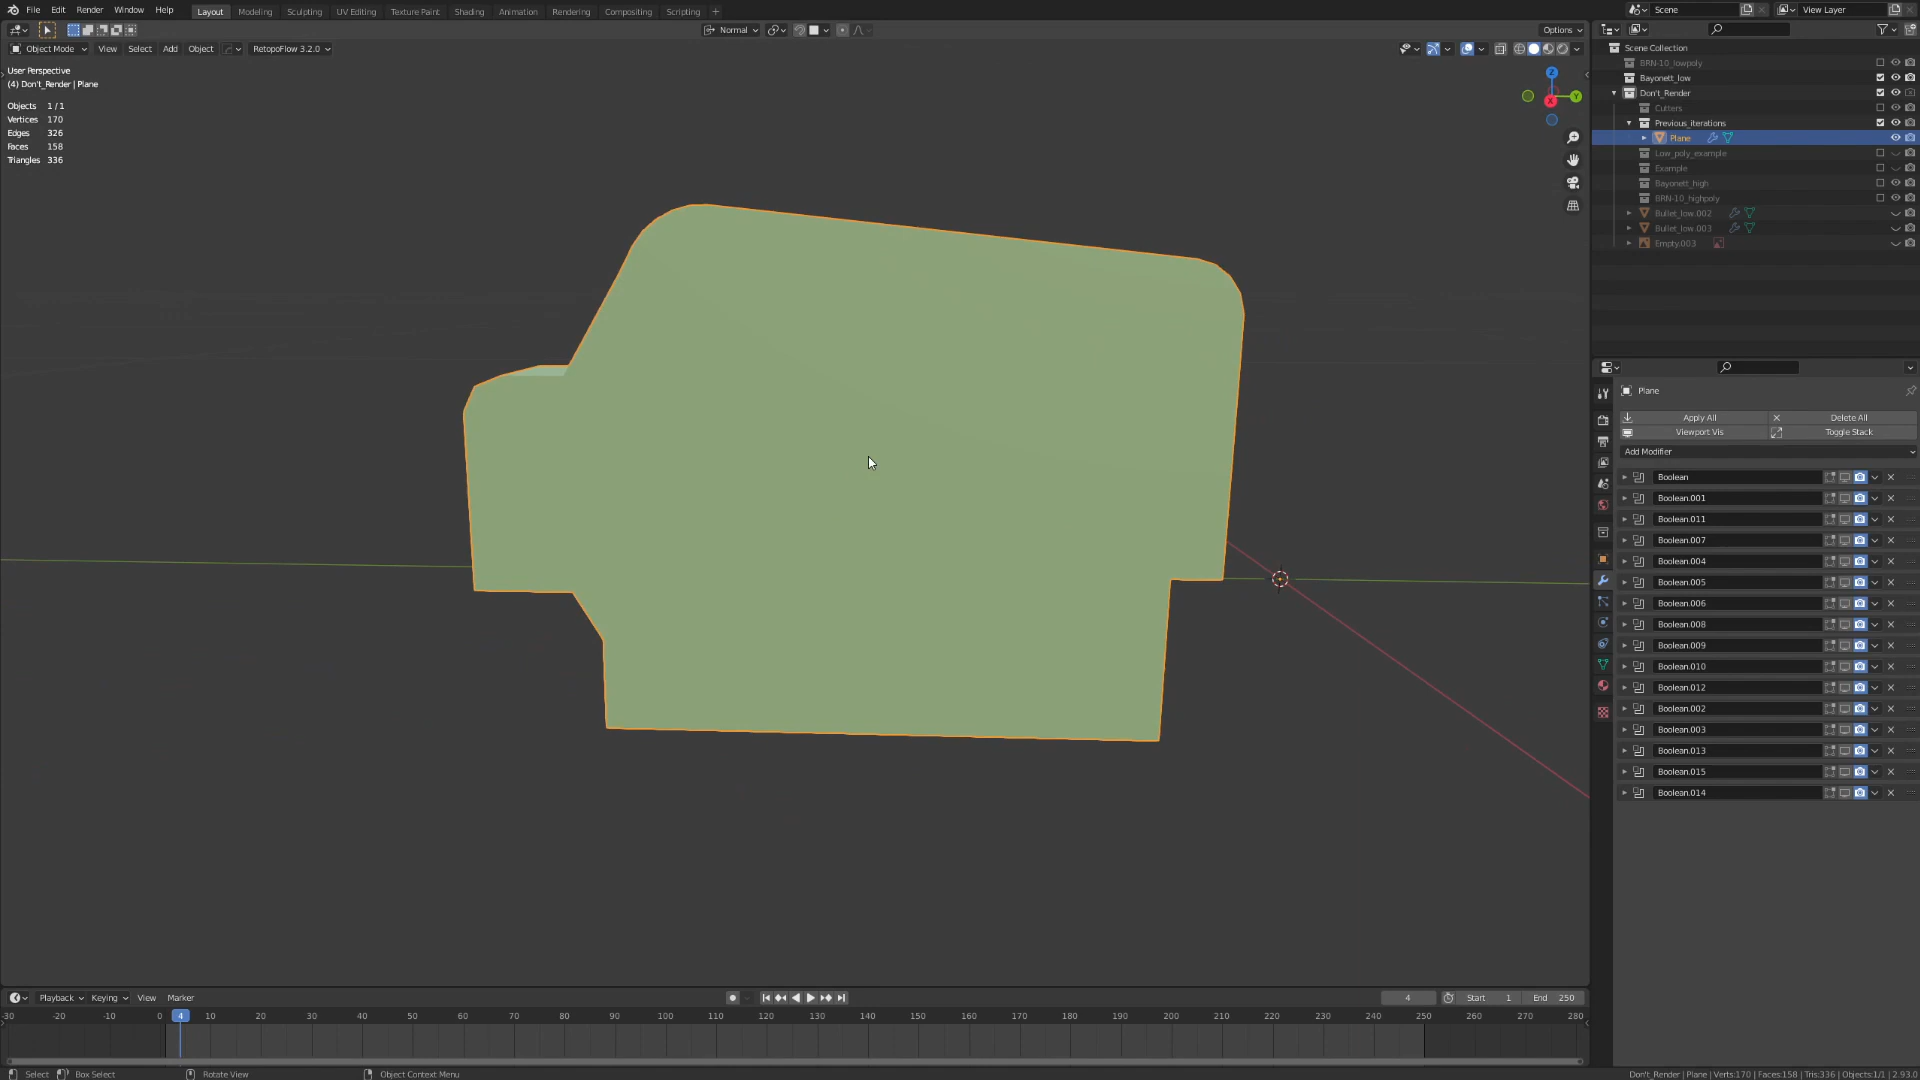 File Edit Render Window Help Layout Modeling Sculpting UV Editing Texture Paint Shading Animation Rendering Compositing Scripting + Scene View Layer
Normal Options
Object Mode View Select Add Object RetopoFlow 3.2.0
User Perspective
(4) Don't_Render | Plane
Objects 1 / 1
Vertices 170
Edges 326
Faces 158
Triangles 336
Z
Y
X
Scene Collection
BRN-10_lowpoly
Bayonett_low
Don't_Render
Cutters
Previous_iterations
Plane
Low_poly_example
Example
Bayonett_high
BRN-10_highpoly
Bullet_low.002
Bullet_low.003
Empty.003
Plane
Apply All Delete All
Viewport Vis Toggle Stack
Add Modifier
Boolean
Boolean.001
Boolean.011
Boolean.007
Boolean.004
Boolean.005
Boolean.006
Boolean.008
Boolean.009
Boolean.010
Boolean.012
Boolean.002
Boolean.003
Boolean.013
Boolean.015
Boolean.014
Playback Keying View Marker 4 Start 1 End 250
-30 -20 -10 0 4 10 20 30 40 50 60 70 80 90 100 110 120 130 140 150 160 170 180 190 200 210 220 230 240 250 260 270 280
Select Box Select Rotate View Object Context Menu Don't_Render | Plane | Verts:170 | Faces:158 | Tris:336 | Objects:1/1 | 2.93.0